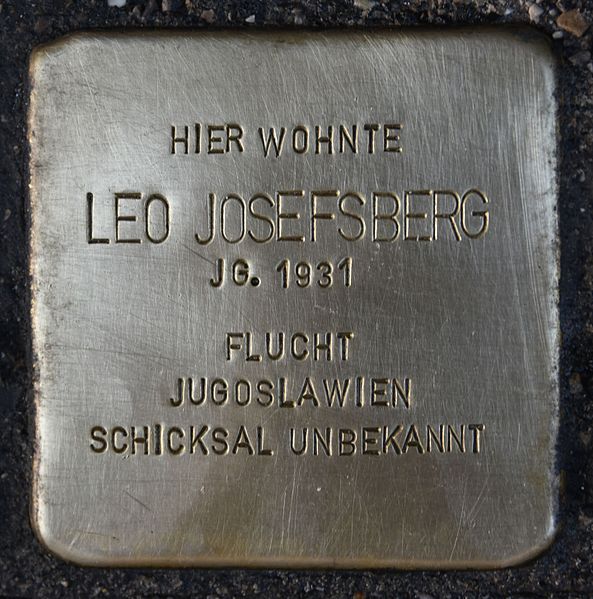 HIER WOHNTE
LEO JOSEFSBERG
JG. 1931
FLUCHT
JUGOSLAWIEN
SCHICKSAL UNBEKANNT